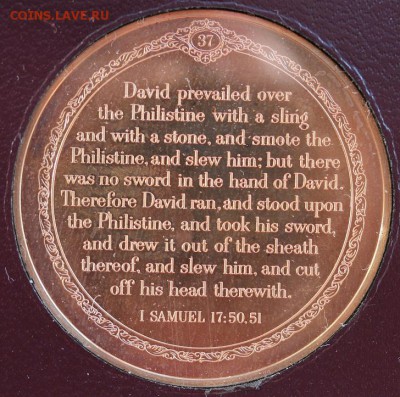 COINS.LAVE.RU
37
David prevailed over
the Philistine with a sling
and with a stone, and smote the
Philistine, and slew him; but there
was no sword in the hand of David.
Therefore David ran, and stood upon
the Philistine, and took his sword,
and drew it out of the sheath
thereof, and slew him, and cut
off his head therewith.
I SAMUEL 17:50,51